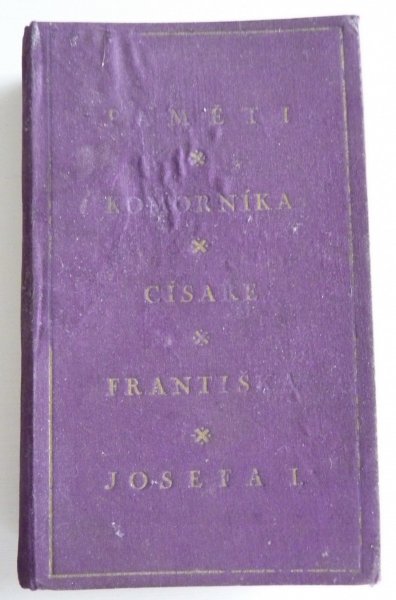 PAMĚTI
KOMORNÍKA
CÍSAŘE
FRANTIŠKA
JOSEFA I.